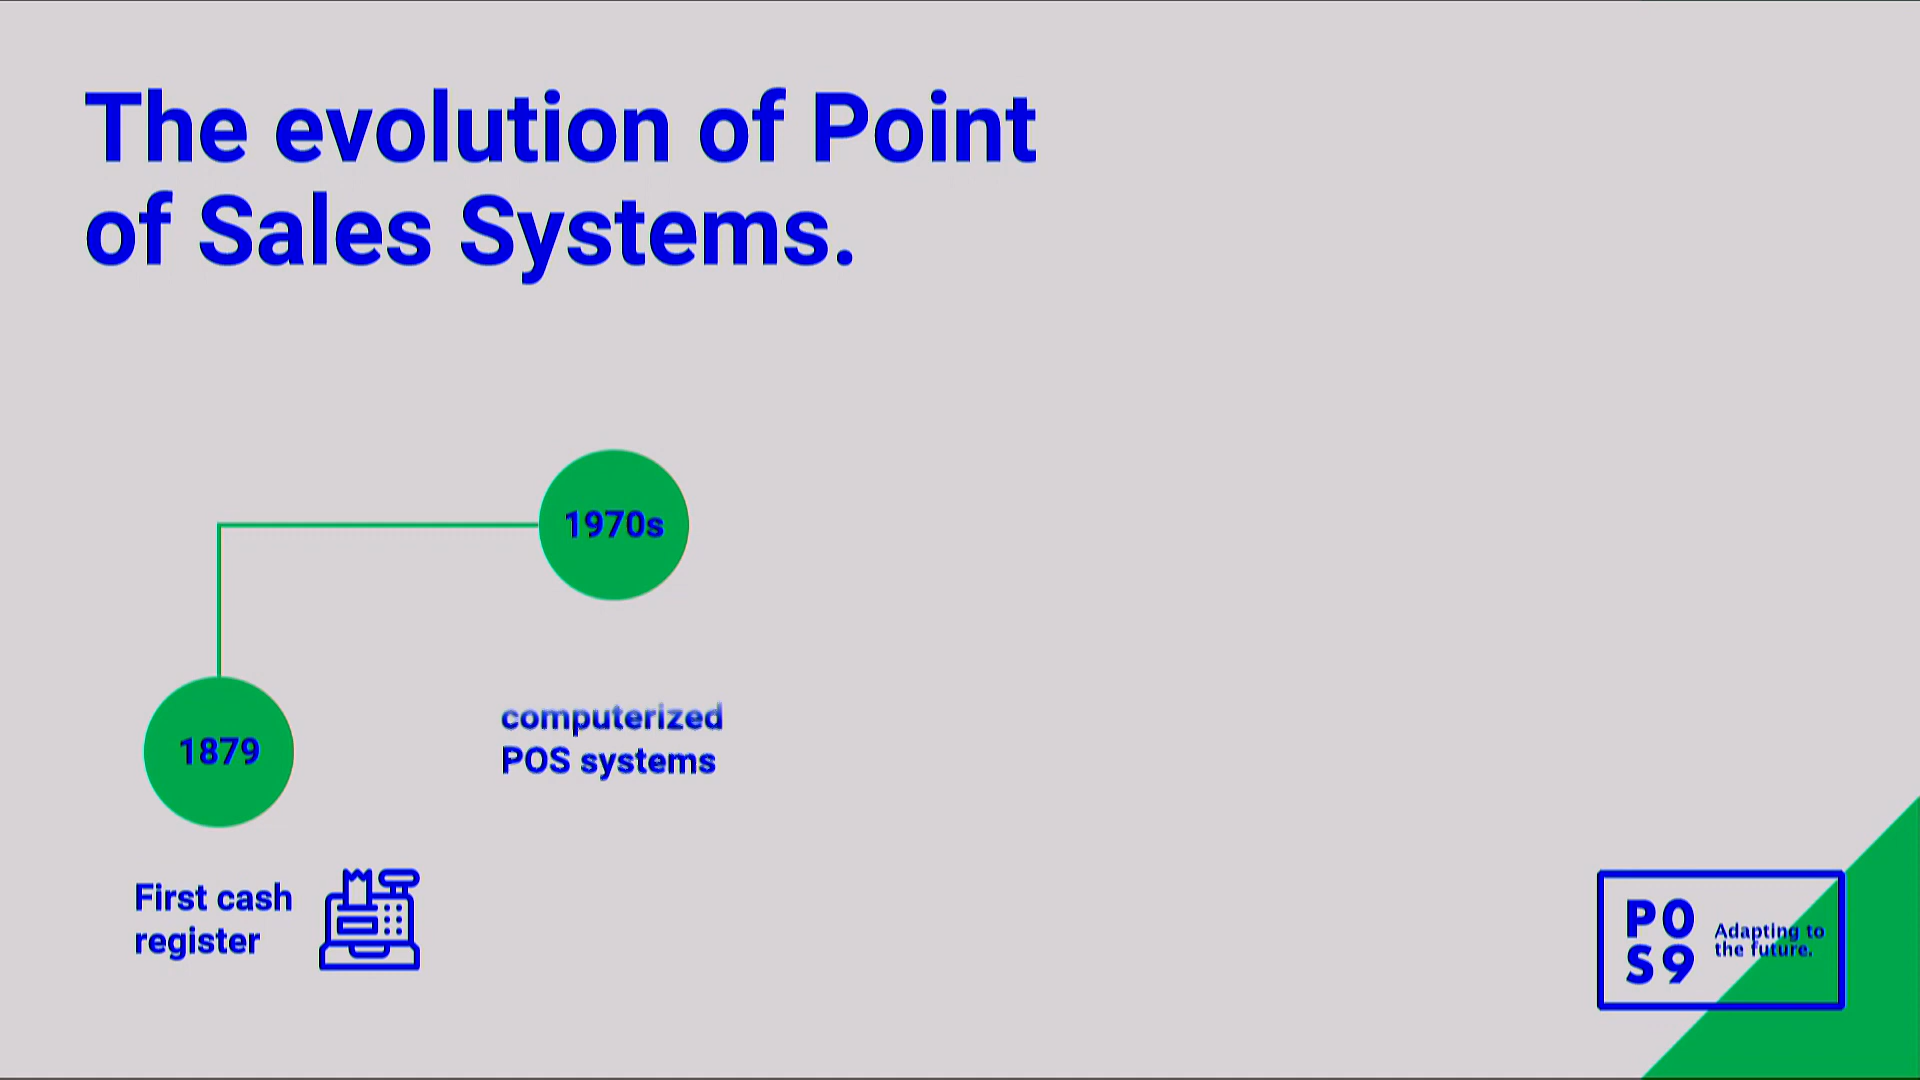 The evolution of Point
of Sales Systems.
1970s
1879
computerized
POS systems
First cash
register
PO
S9
Adapting to
the future.